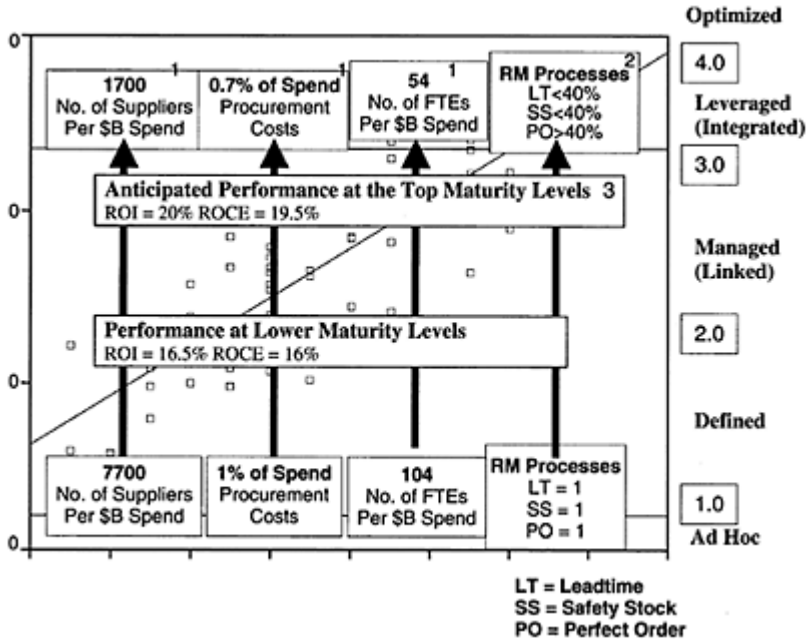 Optimized
0
1
1700
No. of Suppliers
Per $B Spend
1
0.7% of Spend
Procurement
Costs
1
54
No. of FTEs
Per $B Spend
2
RM Processes
LT<40%
SS<40%
PO>40%
4.0
Leveraged
(Integrated)
3.0
Anticipated Performance at the Top Maturity Levels 3
ROI = 20% ROCE = 19.5%
0
Managed
(Linked)
2.0
Performance at Lower Maturity Levels
ROI = 16.5% ROCE = 16%
0
Defined
7700
No. of Suppliers
Per $B Spend
1% of Spend
Procurement
Costs
104
No. of FTEs
Per $B Spend
RM Processes
LT = 1
SS = 1
PO = 1
1.0
Ad Hoc
0
LT = Leadtime
SS = Safety Stock
PO = Perfect Order